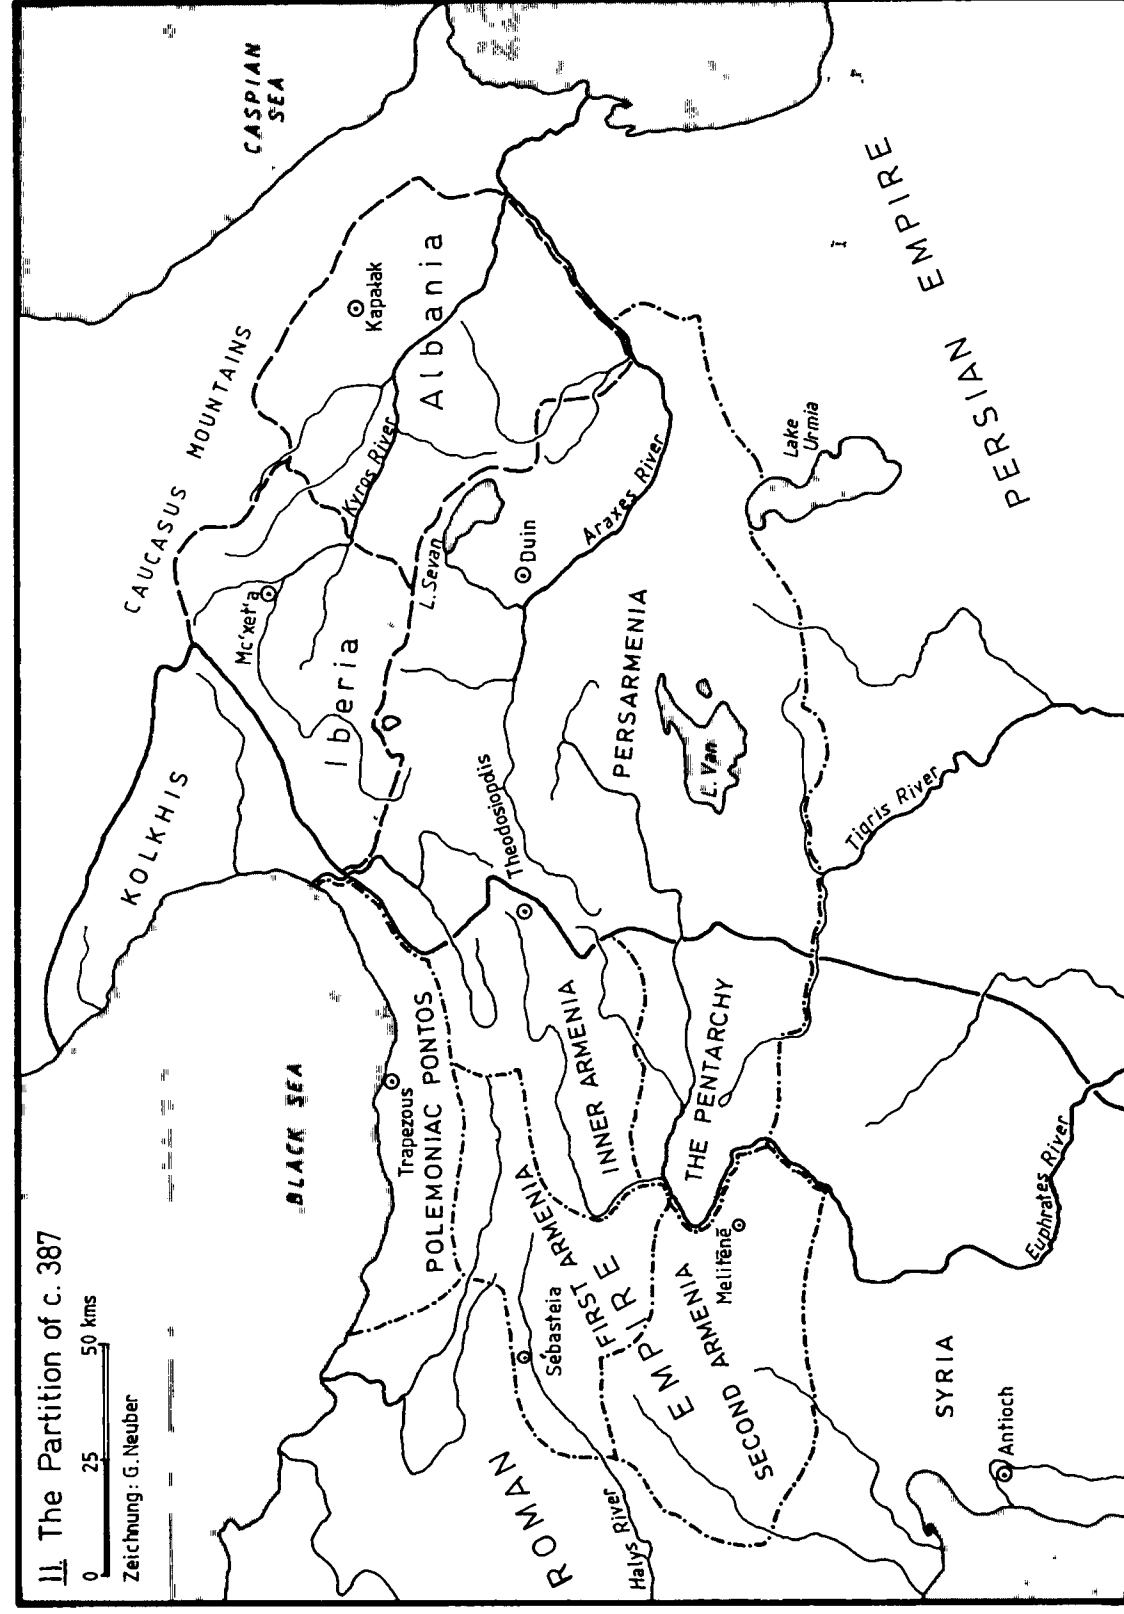 II. The Partition of c. 387
0 25 50 kms
Zeichnung: G. Neuber
CASPIAN
SEA
CAUCASUS MOUNTAINS
KOLKHIS
BLACK SEA
Mc'xet'a
Kapałak
Kyros River
Albania
Iberia
L. Sevan
Duin
Araxes River
Lake
Urmia
PERSIAN EMPIRE
PERSARMENIA
L. Van
Theodosiopolis
Tigris River
Trapezous
POLEMONIAC PONTOS
INNER ARMENIA
THE PENTARCHY
FIRST ARMENIA
SECOND ARMENIA
Sebasteia
Melitēnē
ROMAN EMPIRE
Halys River
Euphrates River
SYRIA
Antioch